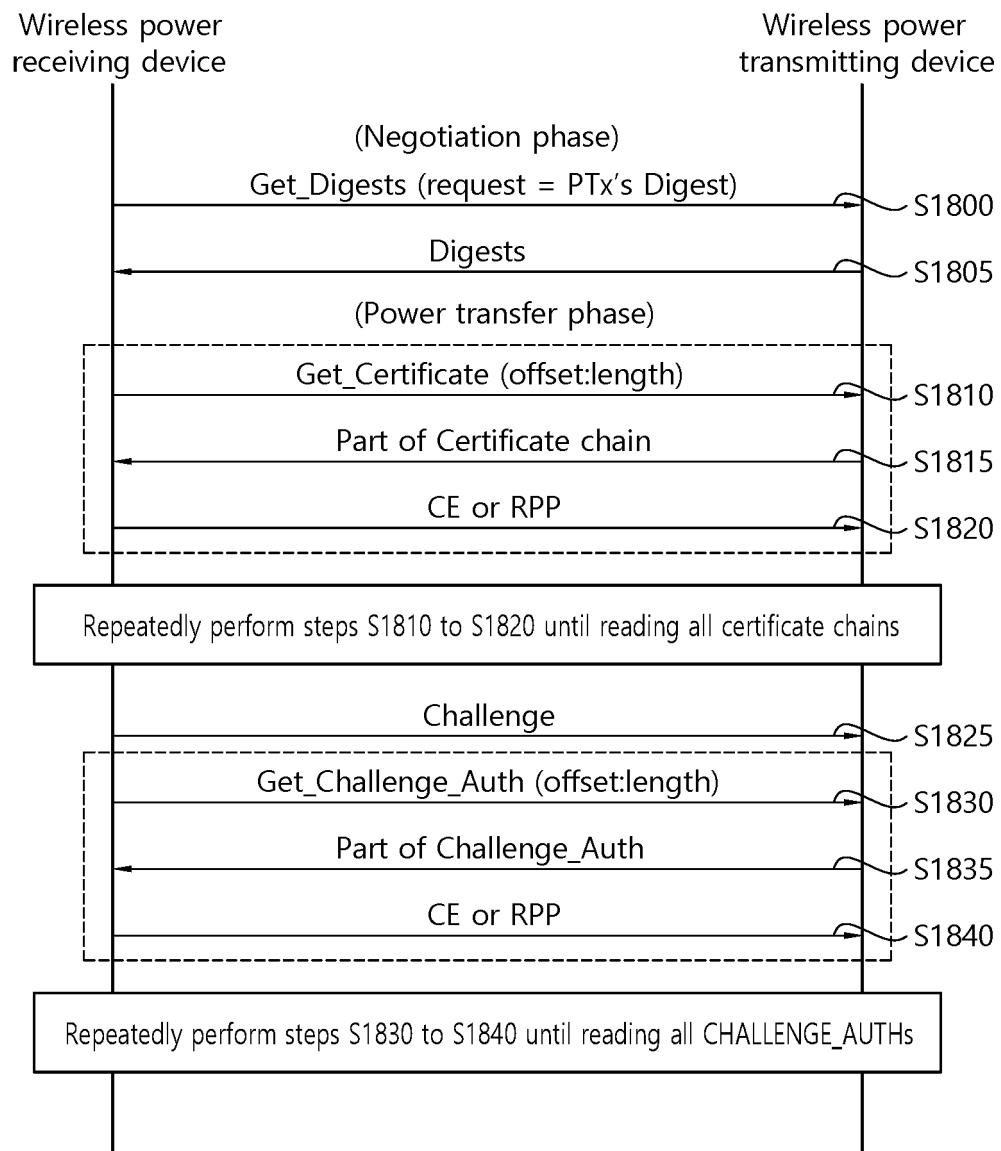 Wireless power
receiving device
Wireless power
transmitting device
(Negotiation phase)
Get_Digests (request = PTx's Digest)
S1800
Digests
S1805
(Power transfer phase)
Get_Certificate (offset:length)
S1810
Part of Certificate chain
S1815
CE or RPP
S1820
Repeatedly perform steps S1810 to S1820 until reading all certificate chains
Challenge
S1825
Get_Challenge_Auth (offset:length)
S1830
Part of Challenge_Auth
S1835
CE or RPP
S1840
Repeatedly perform steps S1830 to S1840 until reading all CHALLENGE_AUTHs